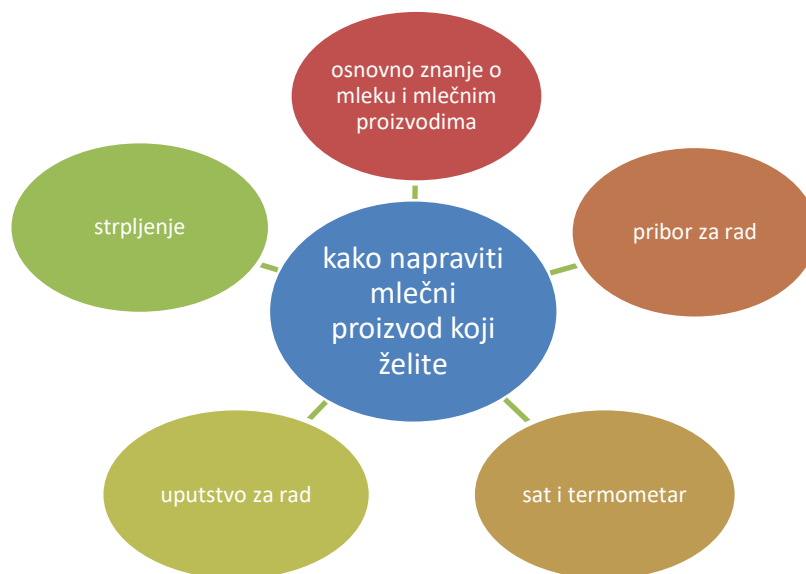 osnovno znanje o
mleku i mlečnim
proizvodima
strpljenje
pribor za rad
kako napraviti
mlečni
proizvod koji
želite
uputstvo za rad
sat i termometar